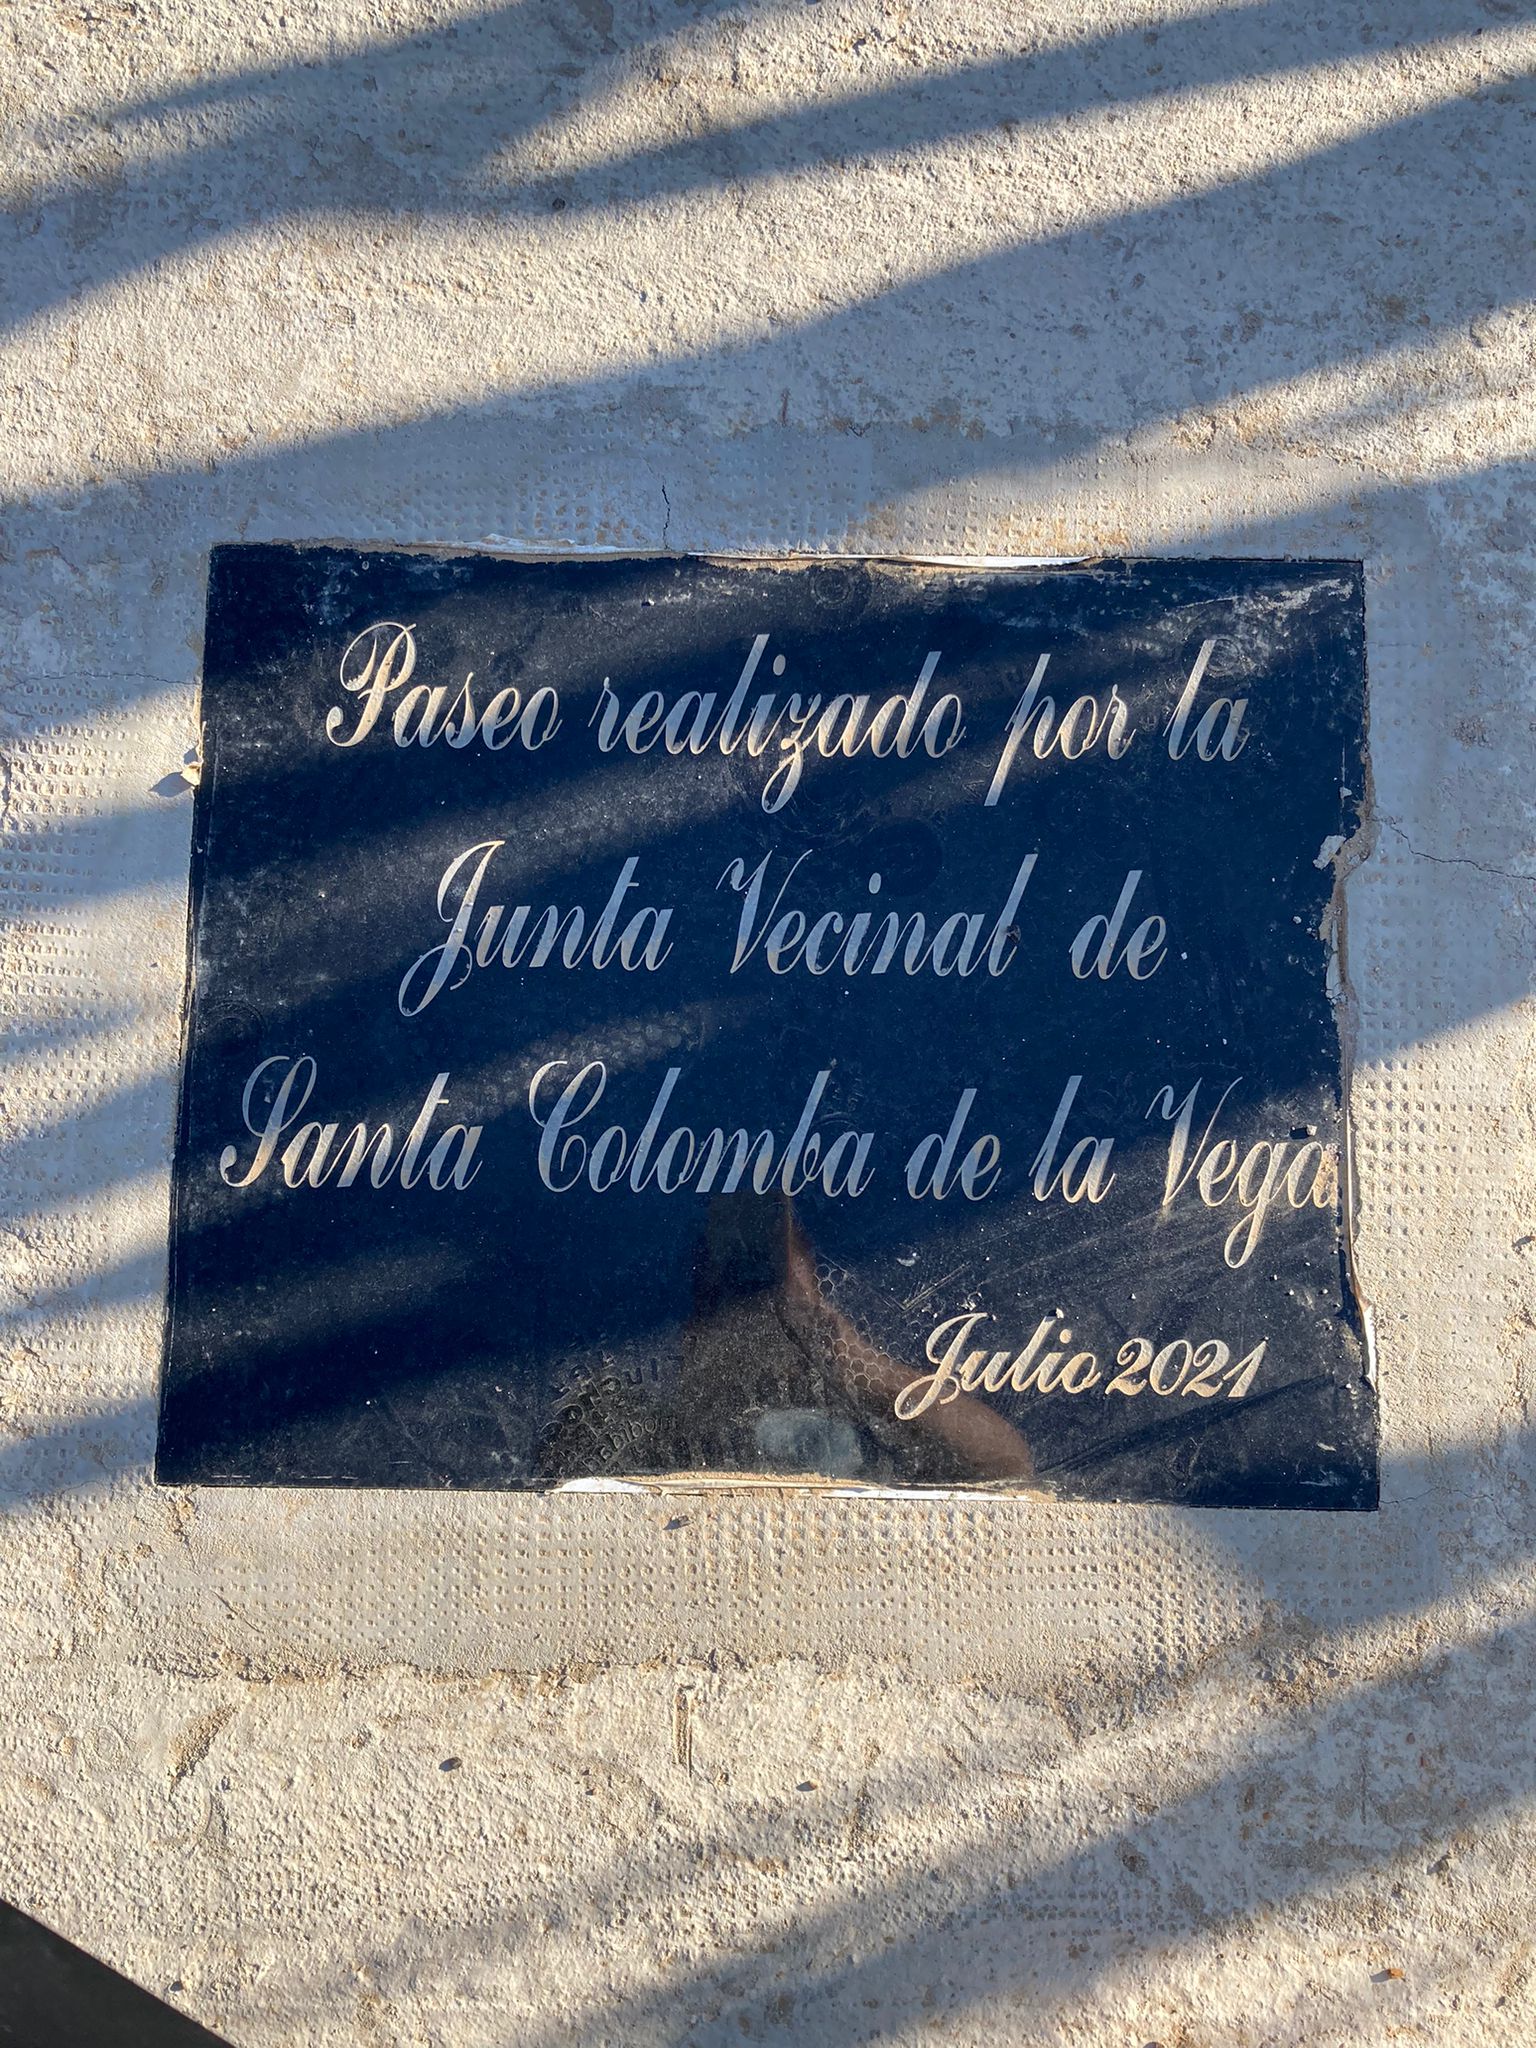 Paseo realizado por la
Junta Vecinal de
Santa Colomba de la Vega
Julio 2021